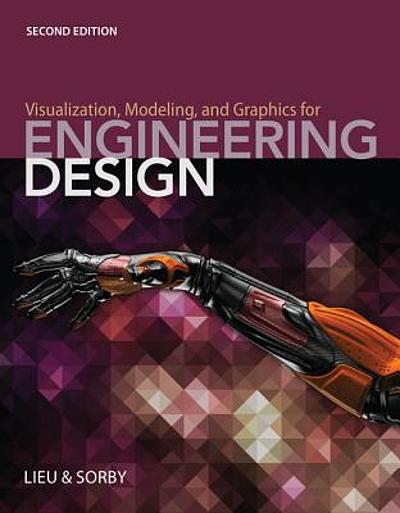 SECOND EDITION
Visualization, Modeling, and Graphics for
ENGINEERING
DESIGN
LIEU & SORBY